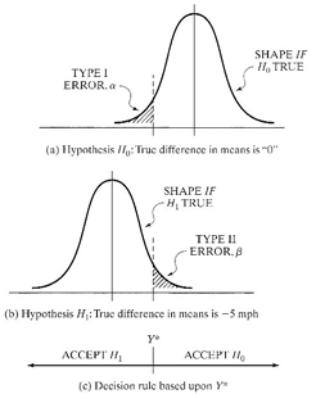 SHAPE IF
H₀ TRUE
TYPE I
ERROR, α
(a) Hypothesis H₀: True difference in means is "0"
SHAPE IF
H₁ TRUE
TYPE II
ERROR, β
(b) Hypothesis H₁: True difference in means is −5 mph
Y*
ACCEPT H₁ ACCEPT H₀
(c) Decision rule based upon Y*